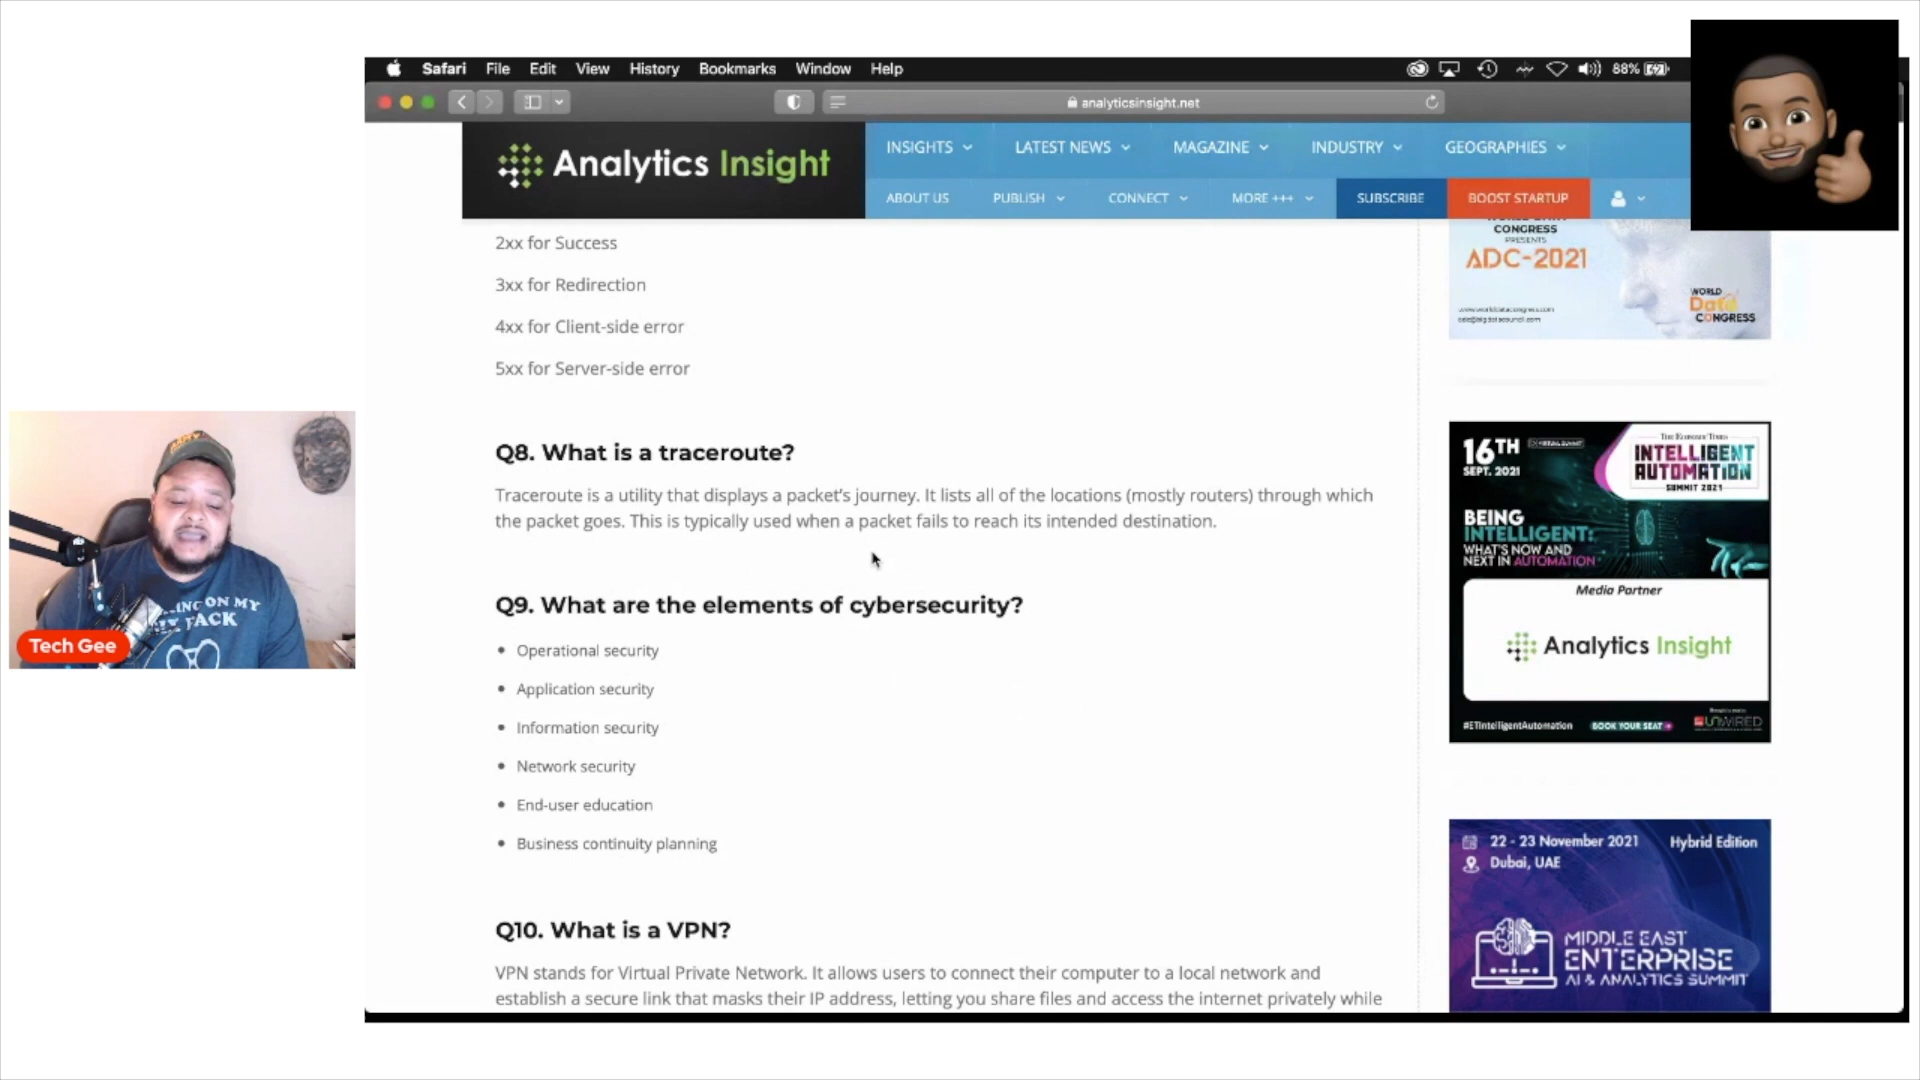 Safari File Edit View History Bookmarks Window Help
88%
analyticsinsight.net
Analytics Insight
INSIGHTS LATEST NEWS MAGAZINE INDUSTRY GEOGRAPHIES
ABOUT US PUBLISH CONNECT MORE +++ SUBSCRIBE BOOST STARTUP
2xx for Success
3xx for Redirection
4xx for Client-side error
5xx for Server-side error
Q8. What is a traceroute?
Traceroute is a utility that displays a packet's journey. It lists all of the locations (mostly routers) through which
the packet goes. This is typically used when a packet fails to reach its intended destination.
Q9. What are the elements of cybersecurity?
• Operational security
• Application security
• Information security
• Network security
• End-user education
• Business continuity planning
Q10. What is a VPN?
VPN stands for Virtual Private Network. It allows users to connect their computer to a local network and
establish a secure link that masks their IP address, letting you share files and access the internet privately while
CONGRESS
PRESENTS
ADC-2021
WORLD
Data
CONGRESS
16TH
SEPT. 2021
The Economic Times
INTELLIGENT
AUTOMATION
SUMMIT 2021
BEING
INTELLIGENT:
WHAT'S NOW AND
NEXT IN AUTOMATION
Media Partner
Analytics Insight
#ETIntelligentAutomation BOOK YOUR SEAT UNWIRED
22 - 23 November 2021 Hybrid Edition
Dubai, UAE
MIDDLE EAST
ENTERPRISE
AI & ANALYTICS SUMMIT
ON MY
Tech Gee